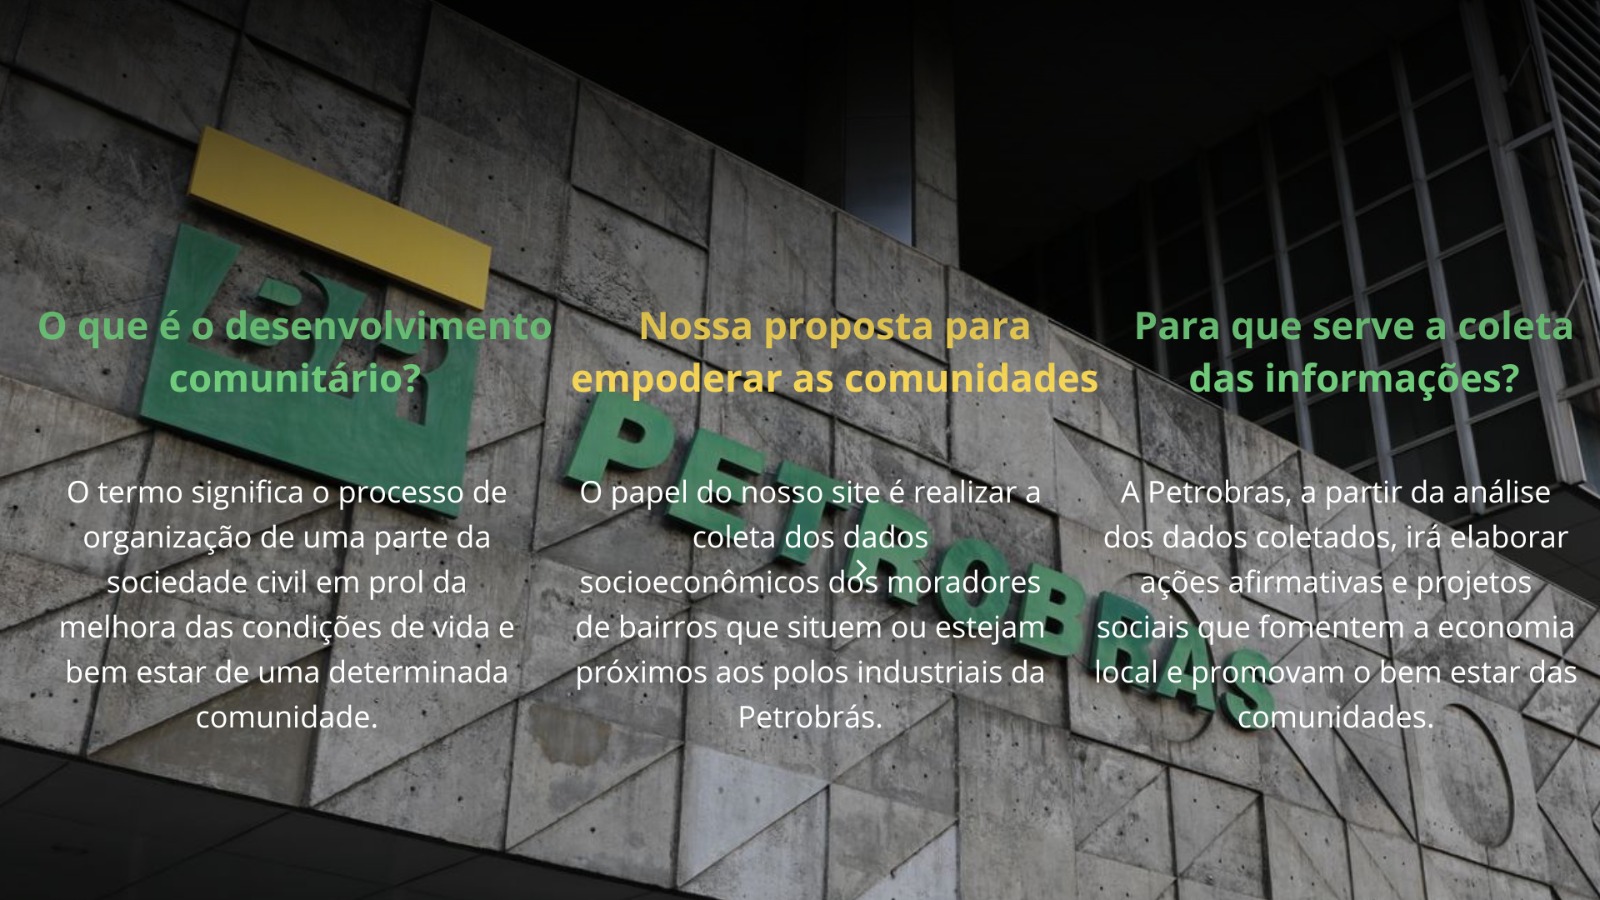 BR
PETROBRAS
O que é o desenvolvimento
comunitário?
O termo significa o processo de
organização de uma parte da
sociedade civil em prol da
melhora das condições de vida e
bem estar de uma determinada
comunidade.
Nossa proposta para
empoderar as comunidades
O papel do nosso site é realizar a
coleta dos dados
socioeconômicos dos moradores
de bairros que situem ou estejam
próximos aos polos industriais da
Petrobrás.
Para que serve a coleta
das informações?
A Petrobras, a partir da análise
dos dados coletados, irá elaborar
ações afirmativas e projetos
sociais que fomentem a economia
local e promovam o bem estar das
comunidades.